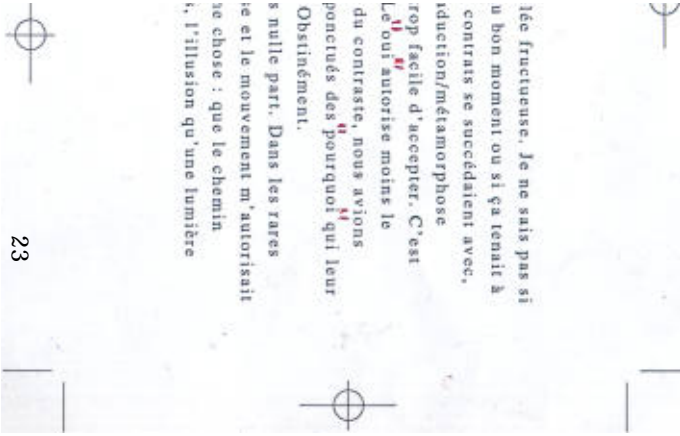 lée fructueuse. Je ne sais pas si
u bon moment ou si ça tenait à
contrats se succédaient avec,
aduction/métamorphose
rop facile d'accepter. C'est
Le oui autorise moins le
du contraste, nous avions
ponctués des pourquoi qui leur
Obstinément.
s nulle part. Dans les rares
se et le mouvement m'autorisait
ne chose : que le chemin
s, l'illusion qu'une lumière
23